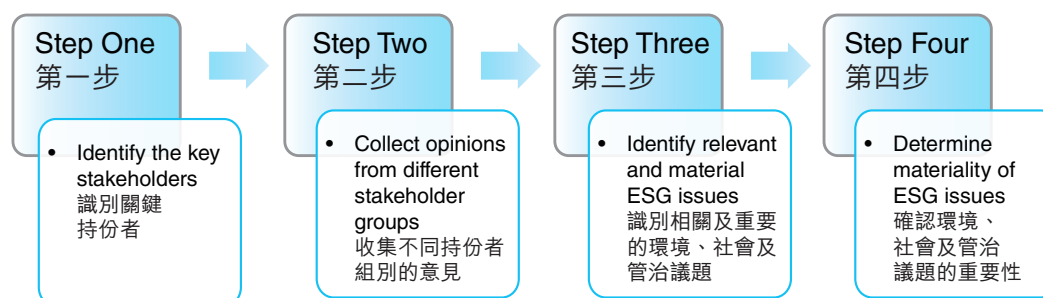 Step One
第一步
• Identify the key
stakeholders
識別關鍵
持份者
Step Two
第二步
• Collect opinions
from different
stakeholder
groups
收集不同持份者
組別的意見
Step Three
第三步
• Identify relevant
and material
ESG issues
識別相關及重要
的環境、社會及
管治議題
Step Four
第四步
• Determine
materiality of
ESG issues
確認環境、
社會及管治
議題的重要性